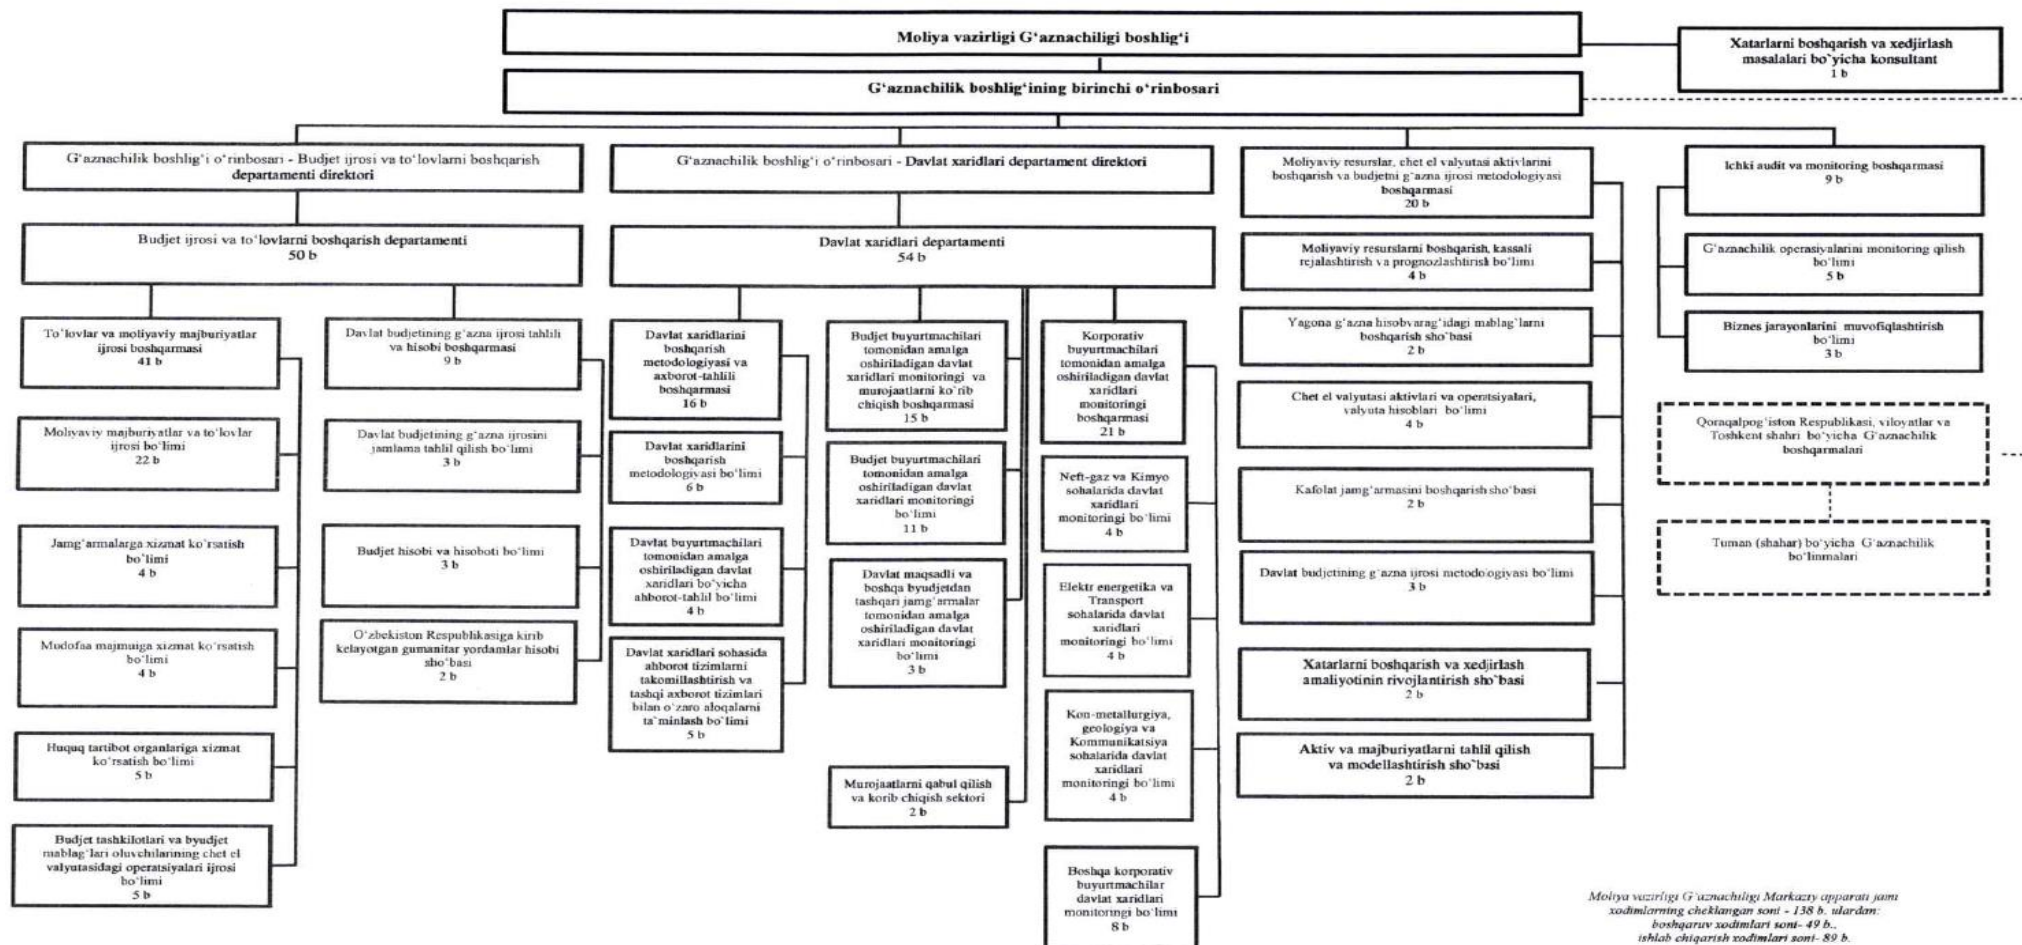 Moliya vazirligi G‘aznachiligi boshlig‘i
Xatarlarni boshqarish va xedjirlash
masalalari bo`yicha konsultant
1 b
G‘aznachilik boshlig‘ining birinchi o‘rinbosari
G‘aznachilik boshlig‘i o‘rinbosari - Budjet ijrosi va to‘lovlarni boshqarish
departamenti direktori
G‘aznachilik boshlig‘i o‘rinbosari - Davlat xaridlari departament direktori
Moliyaviy resurslar, chet el valyutasi aktivlarini
boshqarish va budjetni g‘azna ijrosi metodologiyasi
boshqarmasi
20 b
Ichki audit va monitoring boshqarmasi
9 b
Budjet ijrosi va to‘lovlarni boshqarish departamenti
50 b
Davlat xaridlari departamenti
54 b
To‘lovlar va moliyaviy majburiyatlar
ijrosi boshqarmasi
41 b
Moliyaviy majburiyatlar va to‘lovlar
ijrosi bo‘limi
22 b
Jamg‘armalarga xizmat ko‘rsatish
bo‘limi
4 b
Mudofaa majmuiga xizmat ko‘rsatish
bo‘limi
4 b
Huquq tartibot organlariga xizmat
ko‘rsatish bo‘limi
5 b
Budjet tashkilotlari va byudjet
mablag‘lari oluvchilarining chet el
valyutasidagi operatsiyalari ijrosi
bo‘limi
5 b
Davlat budjetining g‘azna ijrosi tahlili
va hisobi boshqarmasi
9 b
Davlat budjetining g‘azna ijrosini
jamlama tahlil qilish bo‘limi
3 b
Budjet hisobi va hisoboti bo‘limi
3 b
O‘zbekiston Respublikasiga kirib
kelayotgan gumanitar yordamlar hisobi
sho‘basi
2 b
Davlat xaridlarini
boshqarish
metodologiyasi va
axborot-tahlili
boshqarmasi
16 b
Davlat xaridlarini
boshqarish
metodologiyasi bo‘limi
6 b
Davlat buyurtmachilari
tomonidan amalga
oshiriladigan davlat
xaridlari bo‘yicha
ahborot-tahlil bo‘limi
4 b
Davlat xaridlari sohasida
ahborot tizimlarni
takomillashtirish va
tashqi axborot tizimlari
bilan o‘zaro aloqalarni
ta`minlash bo`limi
5 b
Budjet buyurtmachilari
tomonidan amalga
oshiriladigan davlat
xaridlari monitoringi va
murojaatlarni ko‘rib
chiqish boshqarmasi
15 b
Budjet buyurtmachilari
tomonidan amalga
oshiriladigan davlat
xaridlari monitoringi
bo‘limi
11 b
Davlat maqsadli va
boshqa byudjetdan
tashqari jamg‘armalar
tomonidan amalga
oshiriladigan davlat
xaridlari monitoringi
bo‘limi
3 b
Murojaatlarni qabul qilish
va korib chiqish sektori
2 b
Korporativ
buyurtmachilari
tomonidan amalga
oshiriladigan davlat
xaridlari
monitoringi
boshqarmasi
21 b
Neft-gaz va Kimyo
sohalarida davlat
xaridlari
monitoringi bo‘limi
4 b
Elektr energetika va
Transport
sohalarida davlat
xaridlari
monitoringi bo‘limi
4 b
Kon-metallurgiya,
geologiya va
Kommunikatsiya
sohalarida davlat
xaridlari
monitoringi bo‘limi
4 b
Boshqa korporativ
buyurtmachilar
davlat xaridlari
monitoringi bo‘limi
8 b
Moliyaviy resurslarni boshqarish, kassali
rejalashtirish va prognozlashtirish bo‘limi
4 b
Yagona g‘azna hisobvarag‘idagi mablag‘larni
boshqarish sho‘basi
2 b
Chet el valyutasi aktivlari va operatsiyalari,
valyuta hisoblari bo‘limi
4 b
Kafolat jamg‘armasini boshqarish sho‘basi
2 b
Davlat budjetining g‘azna ijrosi metodologiyasi bo‘limi
3 b
Xatarlarni boshqarish va xedjirlash
amaliyotinin rivojlantirish sho`basi
2 b
Aktiv va majburiyatlarni tahlil qilish
va modellashtirish sho`basi
2 b
G‘aznachilik operasiyalarini monitoring qilish
bo‘limi
5 b
Biznes jarayonlarini muvofiqlashtirish
bo‘limi
3 b
Qoraqalpog‘iston Respublikasi, viloyatlar va
Toshkent shahri bo‘yicha G‘aznachilik
boshqarmalari
Tuman (shahar) bo‘yicha G‘aznachilik
bo‘linmalari
Moliya vazirligi G‘aznachiligi Markaziy apparati jami
xodimlarning cheklangan soni - 138 b. ulardan:
boshqaruv xodimlari soni- 49 b.,
ishlab chiqarish xodimlari soni- 89 b.